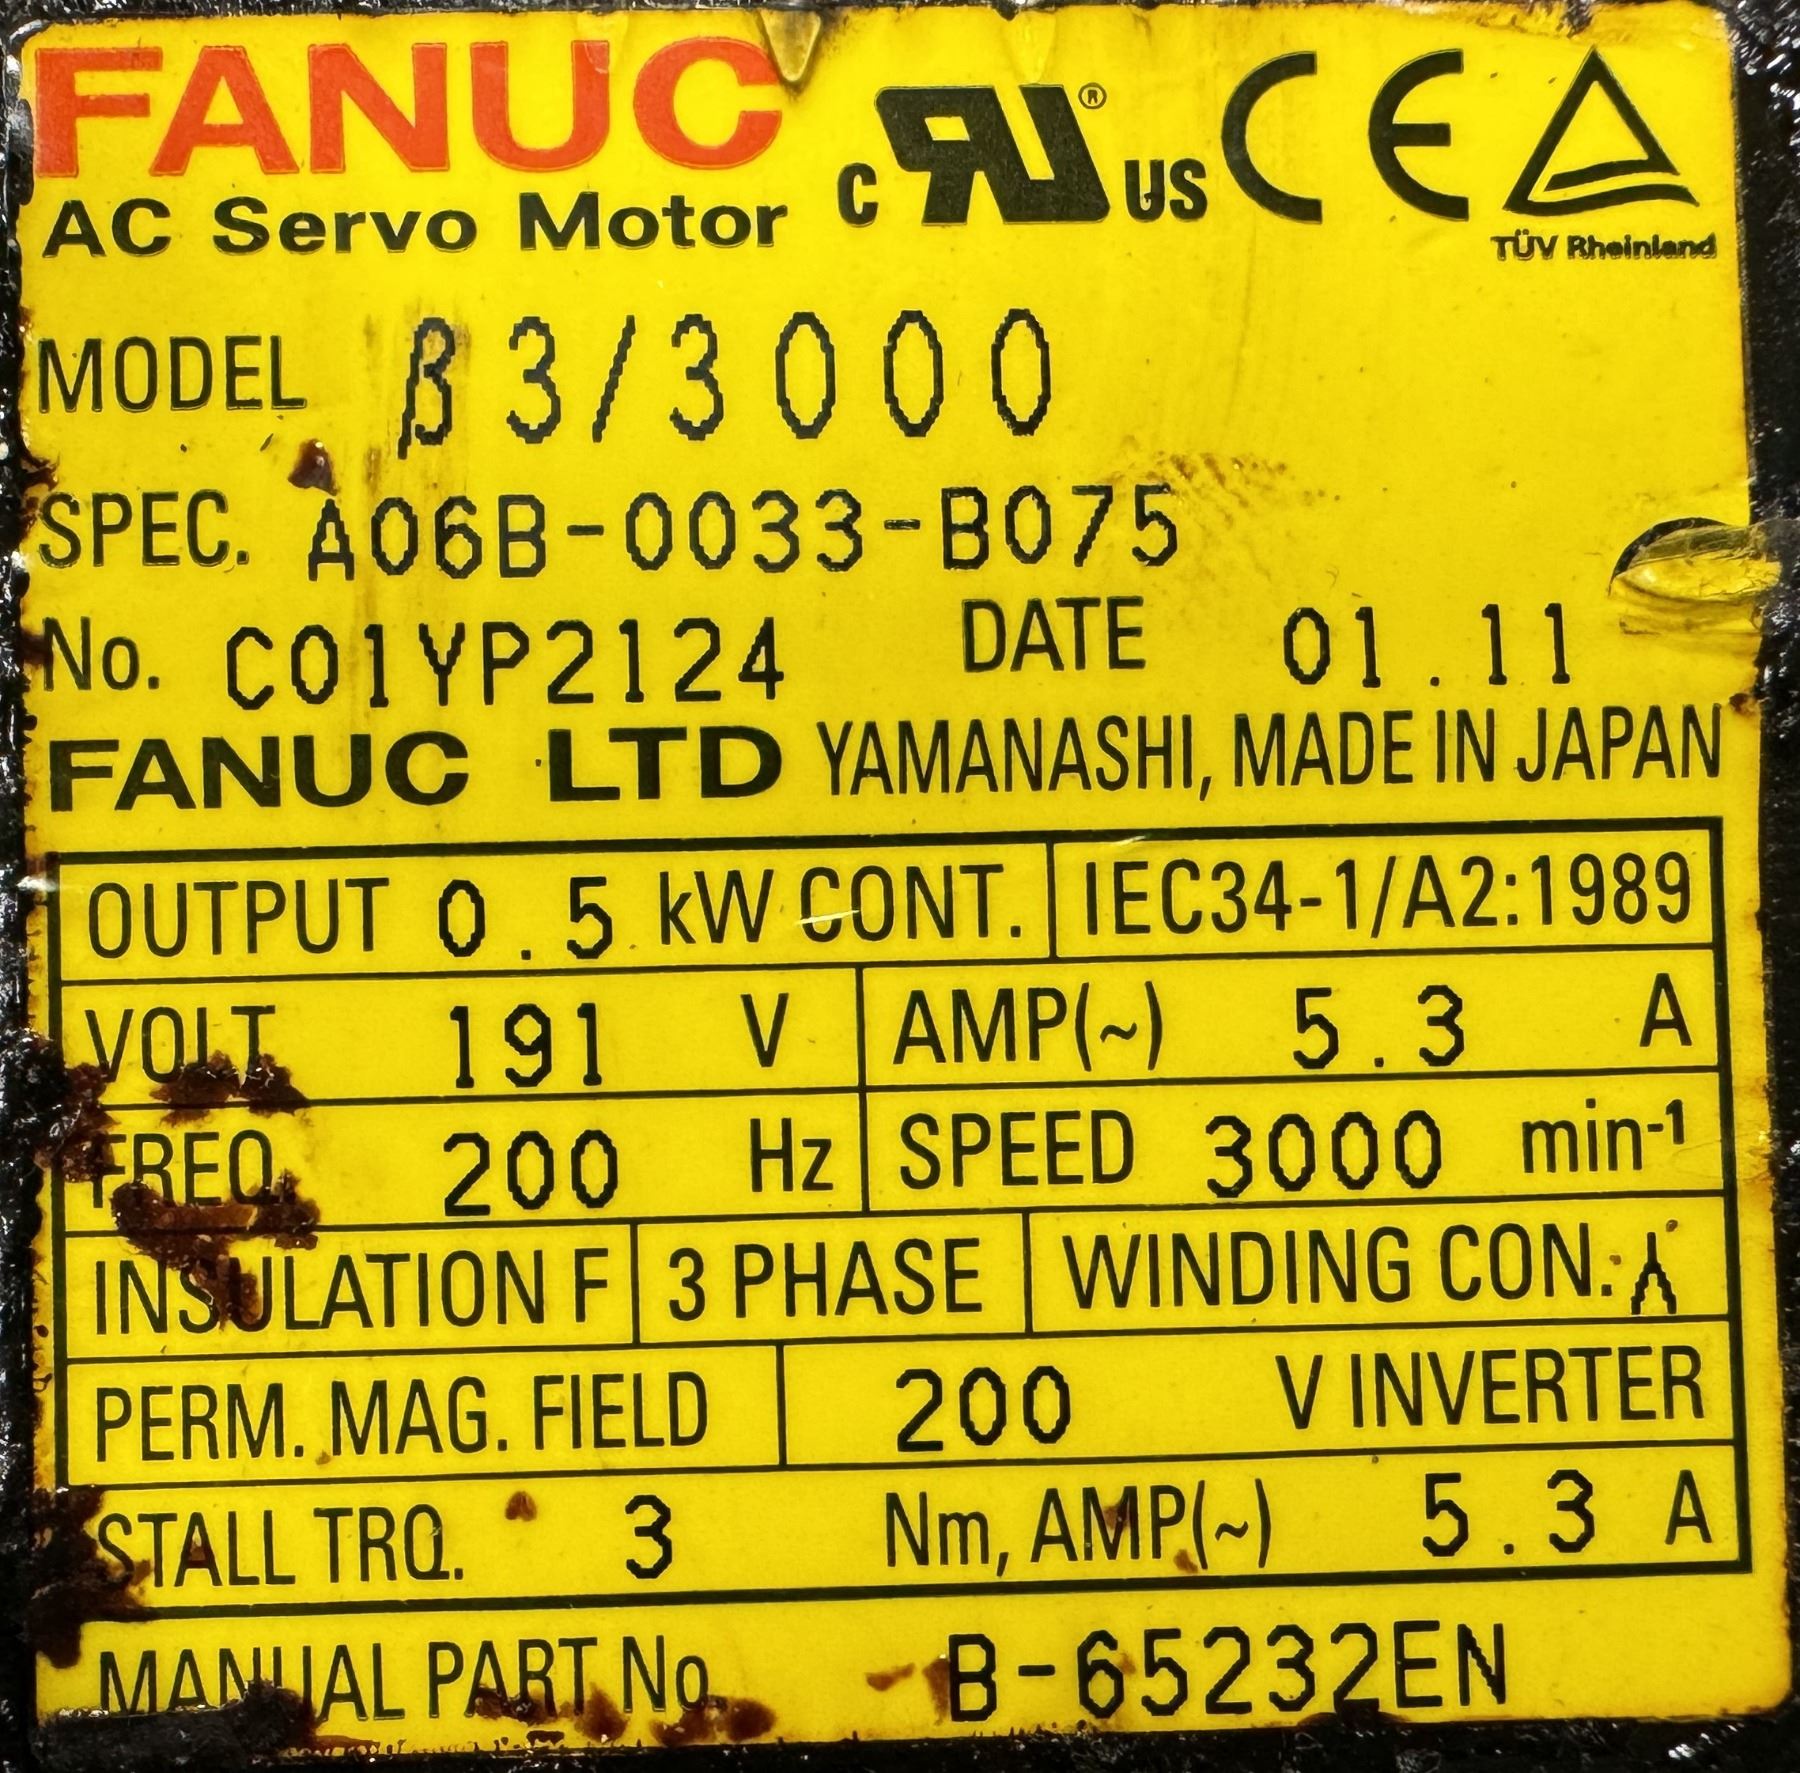 FANUC
AC Servo Motor
c RU® US CE
TÜV Rheinland
MODEL β3/3000
SPEC. A06B-0033-B075
No. C01YP2124 DATE 01.11
FANUC LTD YAMANASHI, MADE IN JAPAN
OUTPUT 0.5 kW CONT. IEC34-1/A2:1989
VOLT 191 V AMP(~) 5.3 A
FREQ. 200 Hz SPEED 3000 min-1
INSULATION F 3 PHASE WINDING CON.
PERM. MAG. FIELD 200 V INVERTER
STALL TRQ. 3 Nm, AMP(~) 5.3 A
MANUAL PART No. B-65232EN